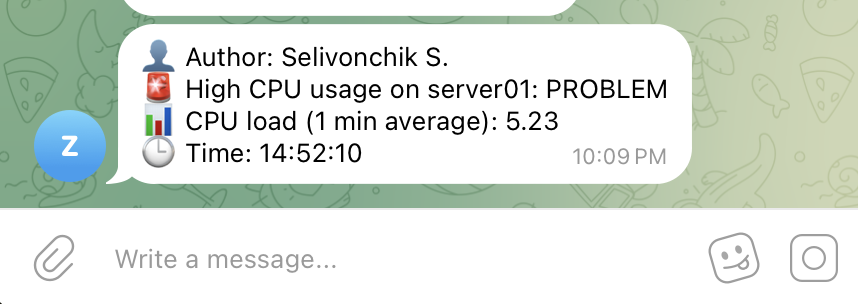 👤 Author: Selivonchik S.
🚨 High CPU usage on server01: PROBLEM
📊 CPU load (1 min average): 5.23
🕒 Time: 14:52:10
10:09 PM
Z
Write a message...